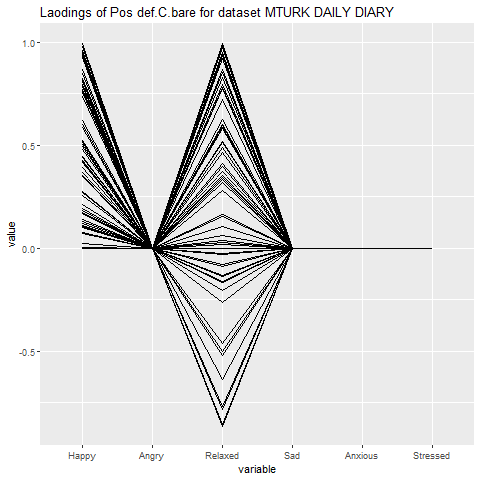 Laodings of Pos def.C.bare for dataset MTURK DAILY DIARY
value
1.0
0.5
0.0
-0.5
Happy Angry Relaxed Sad Anxious Stressed
variable